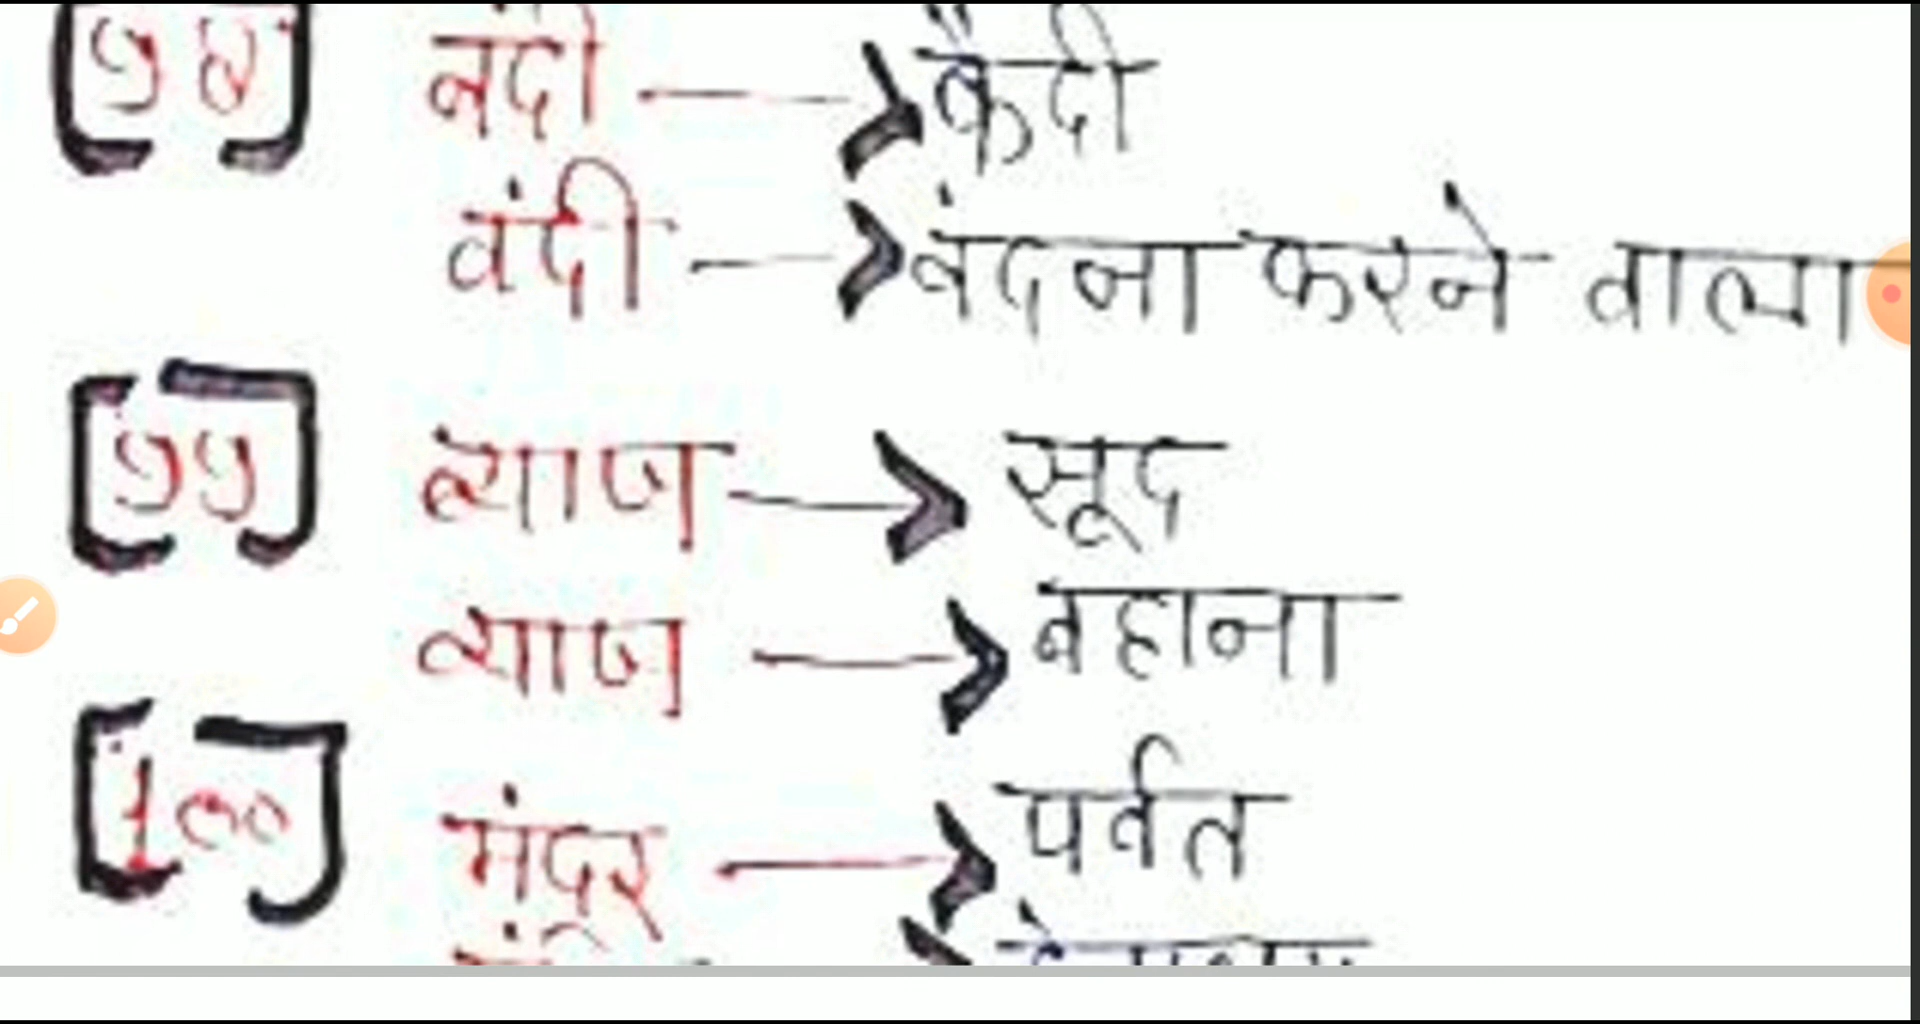 98 बंदी → कैदी
वंदी → वंदना करने वाला
99 ब्याज → सूद
व्याज → बहाना
100 मंदर → पर्वत